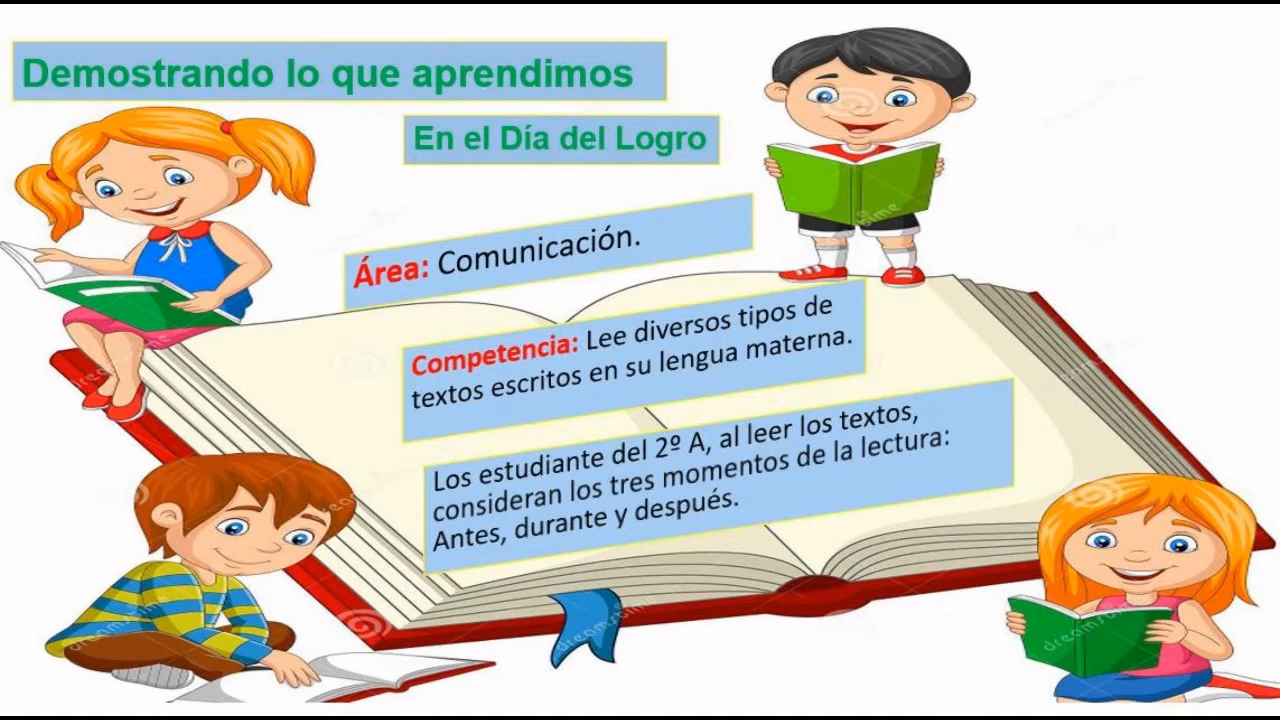 Demostrando lo que aprendimos
En el Día del Logro
Área: Comunicación.
Competencia: Lee diversos tipos de
textos escritos en su lengua materna.
Los estudiante del 2º A, al leer los textos,
consideran los tres momentos de la lectura:
Antes, durante y después.
dreamstime
dreamstime